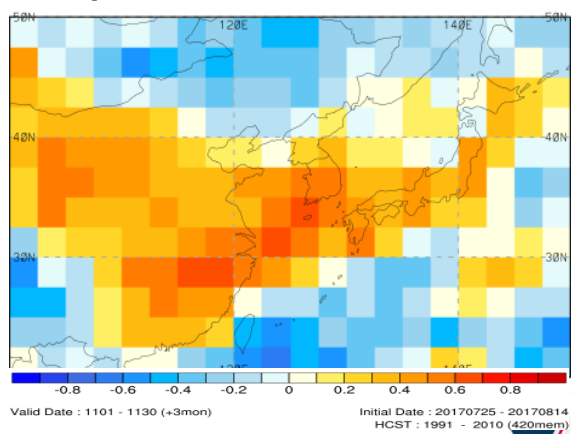 50N 120E 140E 50N
40N 40N
30N 30N
120E 140E
-0.8 -0.6 -0.4 -0.2 0 0.2 0.4 0.6 0.8
Valid Date : 1101 - 1130 (+3mon) Initial Date : 20170725 - 20170814
HCST : 1991 - 2010 (420mem)